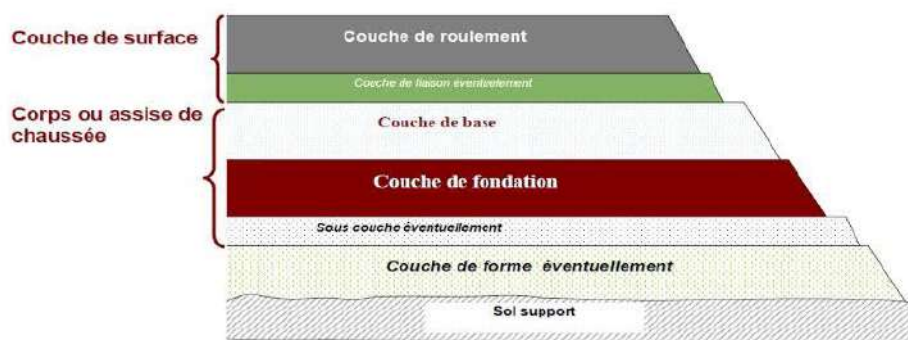 Couche de surface
Couche de roulement
Couche de liaison éventuelement
Corps ou assise de
chaussée
Couche de base
Couche de fondation
Sous couche éventuellement
Couche de forme éventuellement
Sol support